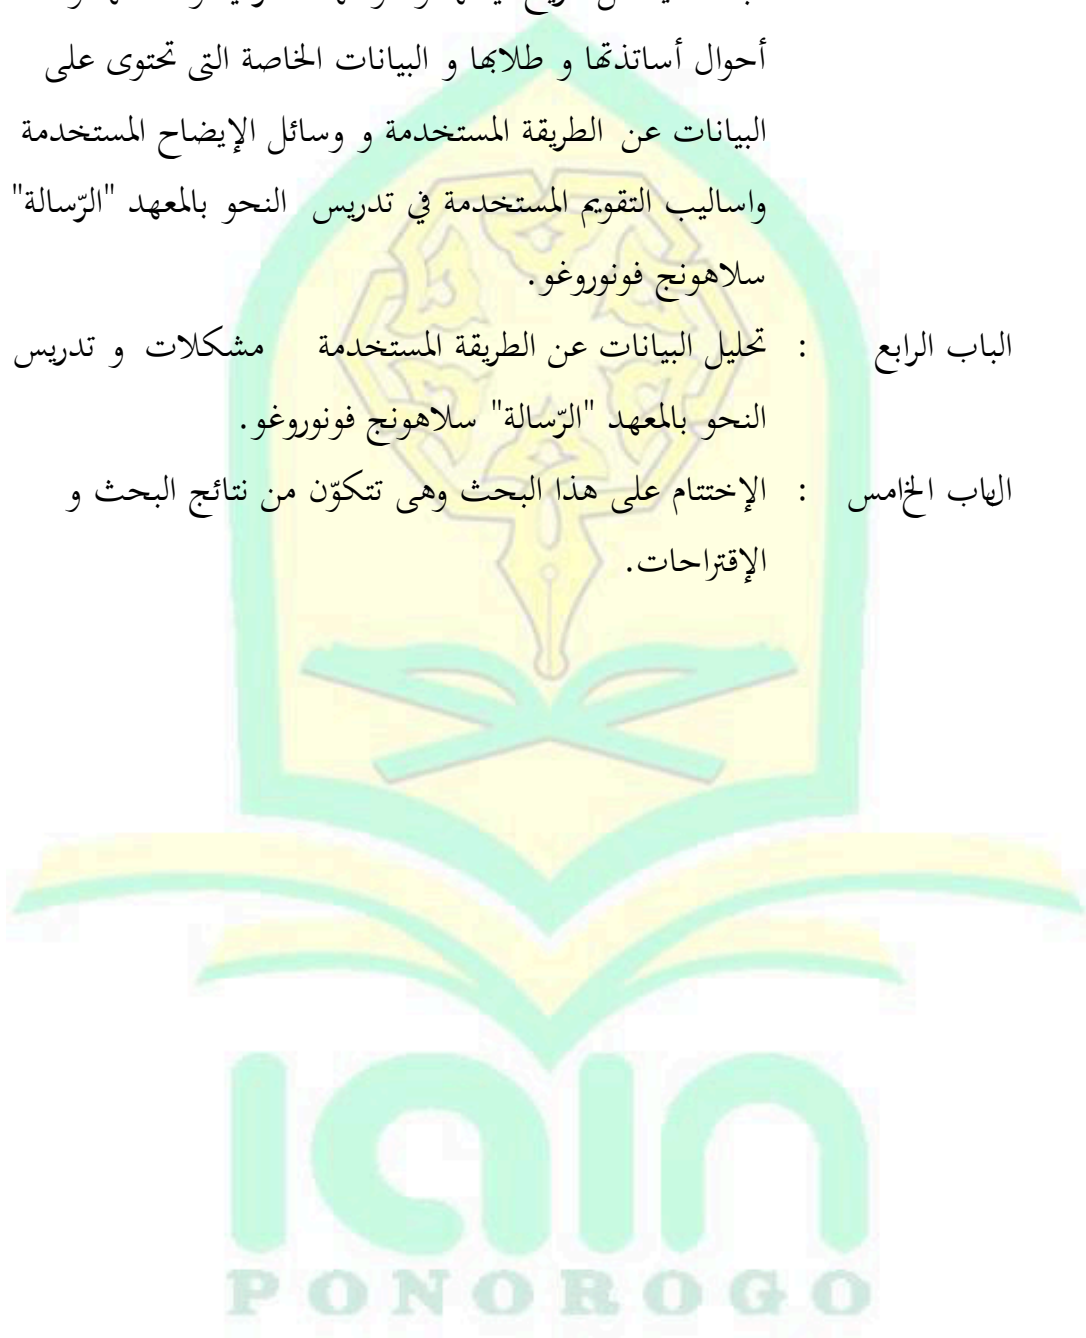 أحوال أساتذتها و طلابها و البيانات الخاصة التى تحتوى على
البيانات عن الطريقة المستخدمة و وسائل الإيضاح المستخدمة
واساليب التقويم المستخدمة في تدريس النحو بالمعهد "الرّسالة"
سلاهونج فونوروغو.
الباب الرابع : تحليل البيانات عن الطريقة المستخدمة مشكلات و تدريس
النحو بالمعهد "الرّسالة" سلاهونج فونوروغو.
الباب الخامس : الإختتام على هذا البحث وهى تتكوّن من نتائج البحث و
الإقتراحات.
iain
PONOROGO